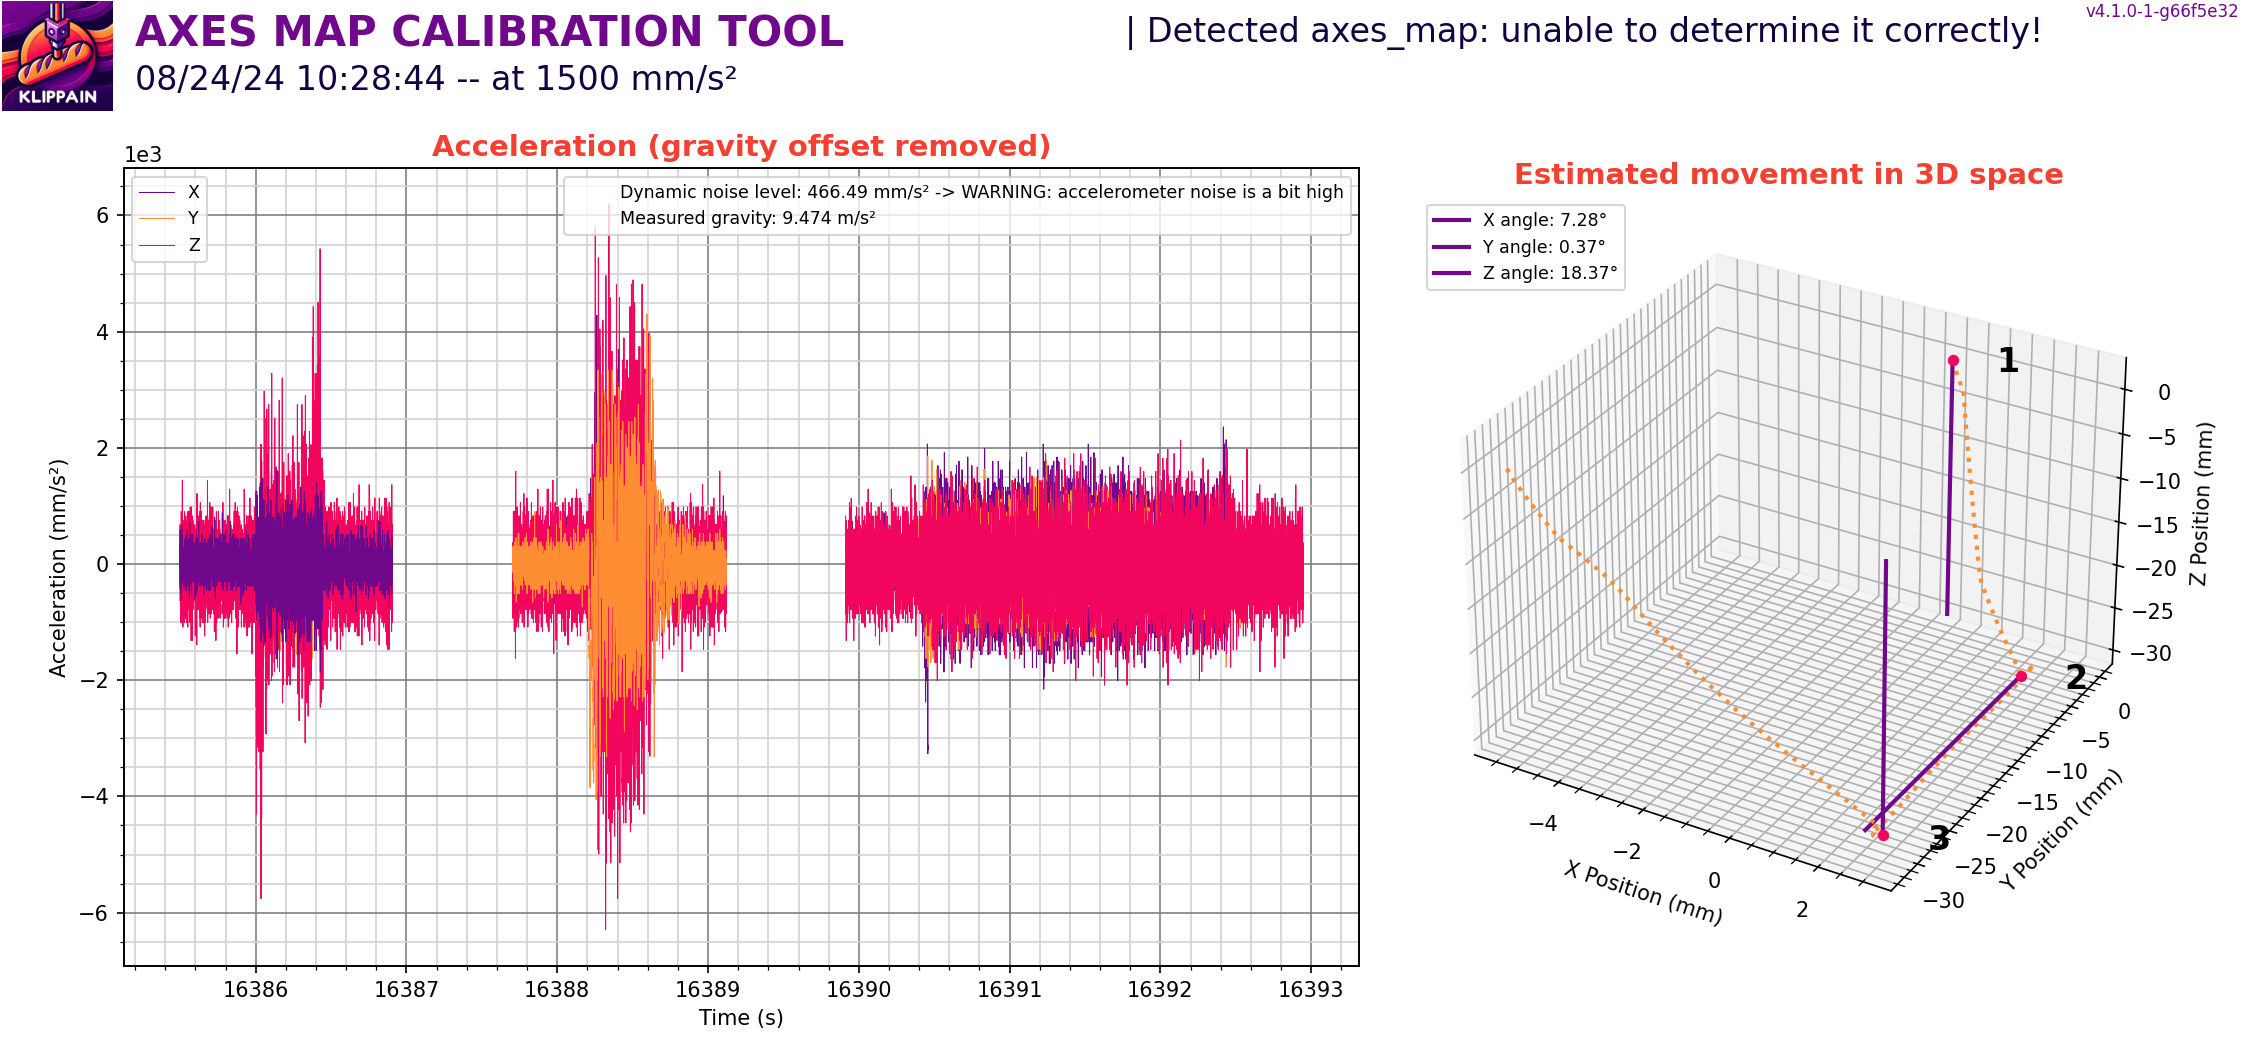 KLIPPAIN
AXES MAP CALIBRATION TOOL
08/24/24 10:28:44 -- at 1500 mm/s²
| Detected axes_map: unable to determine it correctly!
v4.1.0-1-g66f5e32
Acceleration (gravity offset removed)
1e3
X
Y
Z
Dynamic noise level: 466.49 mm/s² -> WARNING: accelerometer noise is a bit high
Measured gravity: 9.474 m/s²
Acceleration (mm/s²)
6
4
2
0
−2
−4
−6
16386
16387
16388
16389
16390
16391
16392
16393
Time (s)
Estimated movement in 3D space
X angle: 7.28°
Y angle: 0.37°
Z angle: 18.37°
1
2
3
0
−5
−10
−15
−20
−25
−30
Z Position (mm)
0
−5
−10
−15
−20
−25
−30
Y Position (mm)
−4
−2
0
2
X Position (mm)